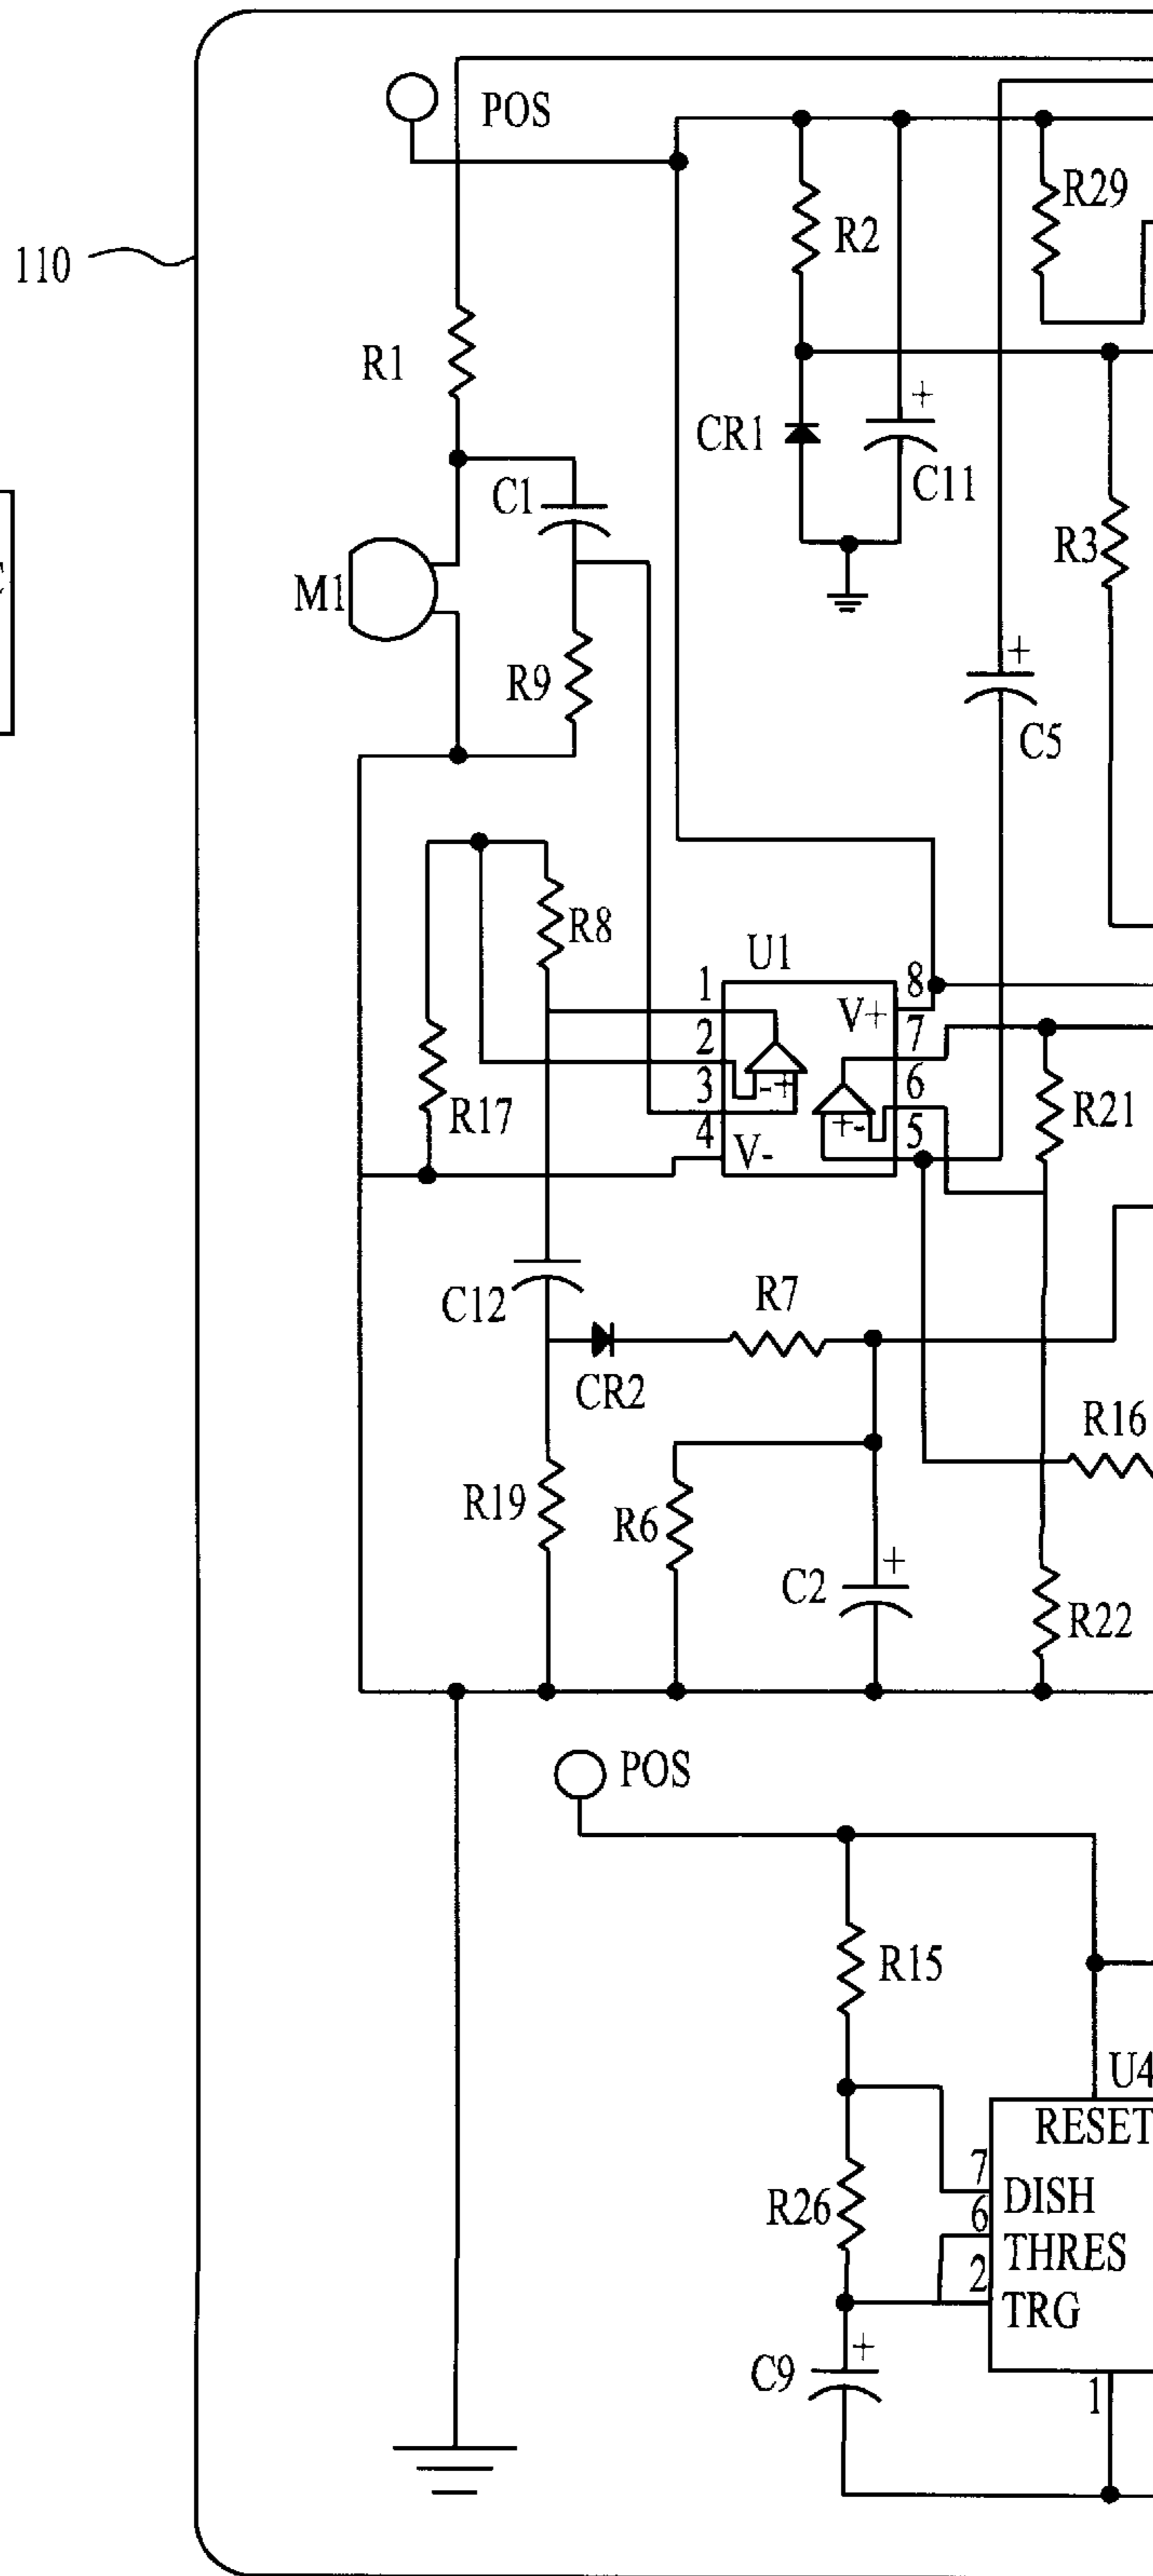 POS
R29
R2
110
R1
+
CR1
C1
C11
R3
M1
+
R9
C5
R8
U1
1
8
V+
2
7
3
-+
6
R21
R17
4
+-
5
V-
R7
C12
CR2
R16
R19
R6
+
C2
R22
POS
R15
U4
RESET
7
DISH
R26
6
THRES
2
TRG
+
C9
1